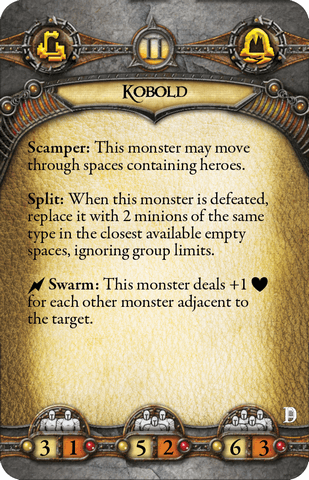 II
KOBOLD
Scamper: This monster may move
through spaces containing heroes.
Split: When this monster is defeated,
replace it with 2 minions of the same
type in the closest available empty
spaces, ignoring group limits.
Swarm: This monster deals +1
for each other monster adjacent to
the target.
D
3 1 5 2 6 3